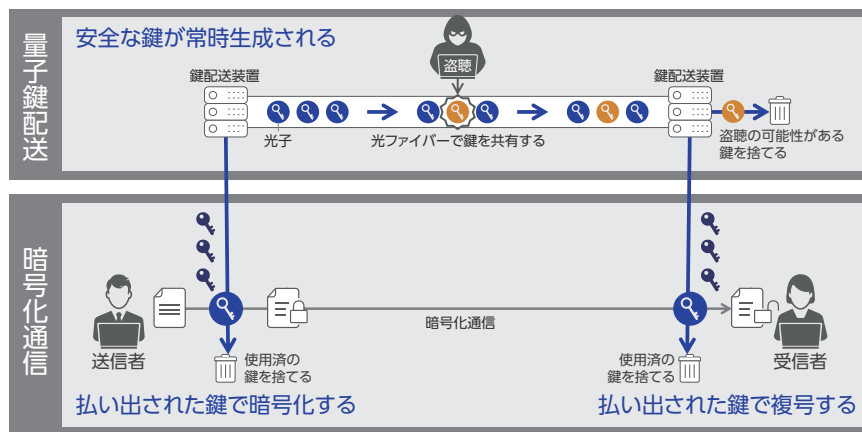 量子鍵配送
安全な鍵が常時生成される
盗聴
鍵配送装置
鍵配送装置
光子
光ファイバーで鍵を共有する
盗聴の可能性がある
鍵を捨てる
暗号化通信
送信者
暗号化通信
受信者
使用済の
鍵を捨てる
使用済の
鍵を捨てる
払い出された鍵で暗号化する
払い出された鍵で複号する